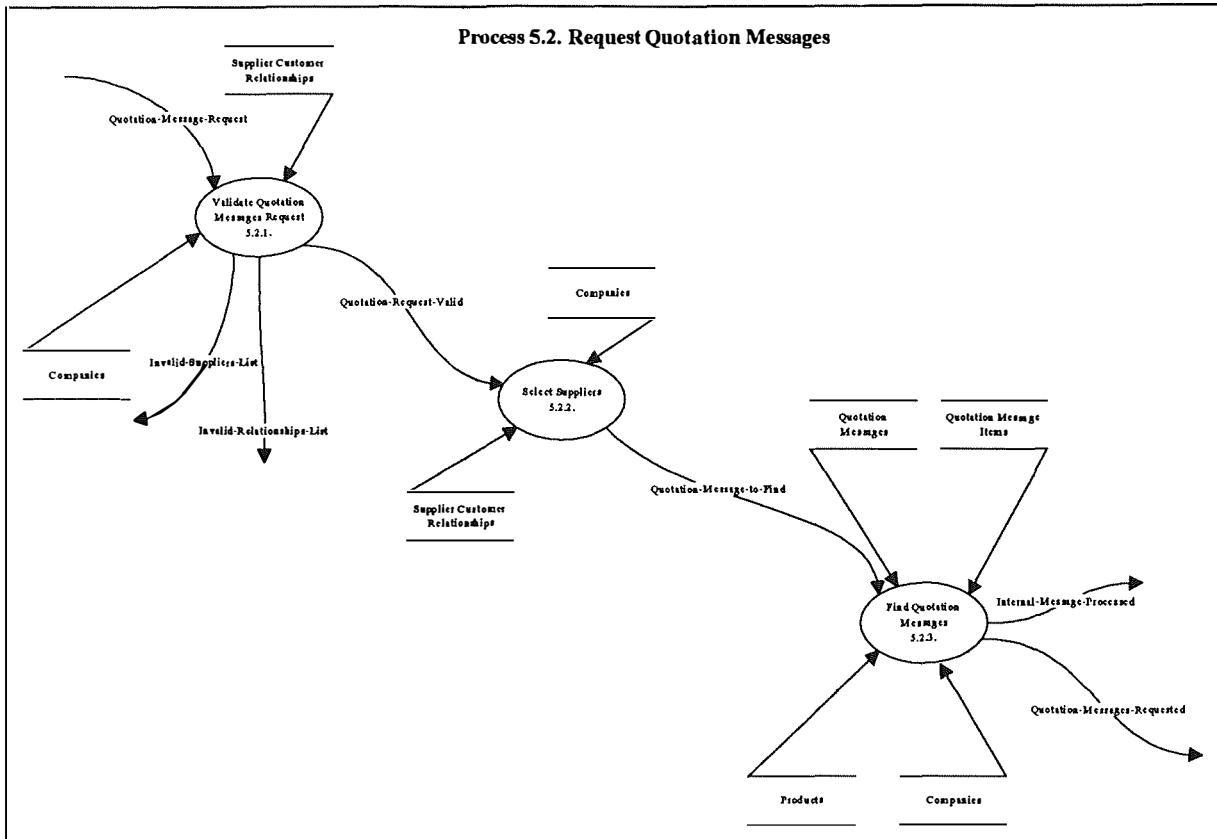 Process 5.2. Request Quotation Messages
Supplier Customer
Relationships
Quotation-Message-Request
Validate Quotation
Messages Request
5.2.1.
Companies
Quotation-Request-Valid
Invalid-Suppliers-List
Companies
Select Suppliers
5.2.2.
Invalid-Relationships-List
Quotation
Messages
Quotation Message
Items
Quotation-Message-to-Find
Supplier Customer
Relationships
Find Quotation
Messages
5.2.3.
Internal-Message-Processed
Quotation-Messages-Requested
Products
Companies